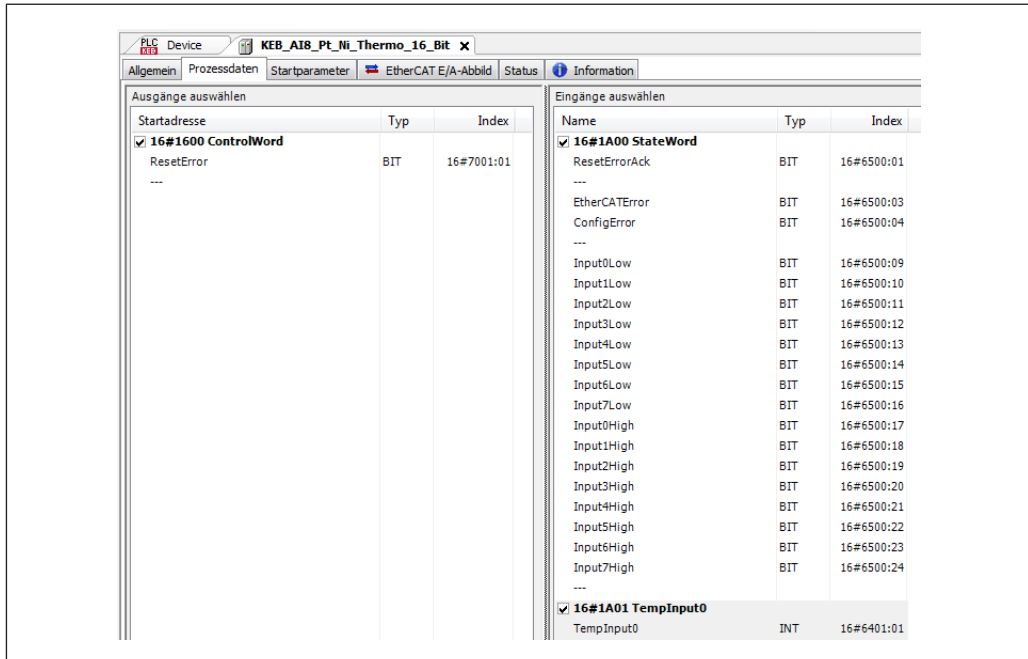 PLC KEB Device KEB_AI8_Pt_Ni_Thermo_16_Bit x
Allgemein Prozessdaten Startparameter EtherCAT E/A-Abbild Status Information
Ausgänge auswählen
Startadresse Typ Index
16#1600 ControlWord
ResetError BIT 16#7001:01
---
Eingänge auswählen
Name Typ Index
16#1A00 StateWord
ResetErrorAck BIT 16#6500:01
---
EtherCATError BIT 16#6500:03
ConfigError BIT 16#6500:04
---
Input0Low BIT 16#6500:09
Input1Low BIT 16#6500:10
Input2Low BIT 16#6500:11
Input3Low BIT 16#6500:12
Input4Low BIT 16#6500:13
Input5Low BIT 16#6500:14
Input6Low BIT 16#6500:15
Input7Low BIT 16#6500:16
Input0High BIT 16#6500:17
Input1High BIT 16#6500:18
Input2High BIT 16#6500:19
Input3High BIT 16#6500:20
Input4High BIT 16#6500:21
Input5High BIT 16#6500:22
Input6High BIT 16#6500:23
Input7High BIT 16#6500:24
---
16#1A01 TempInput0
TempInput0 INT 16#6401:01